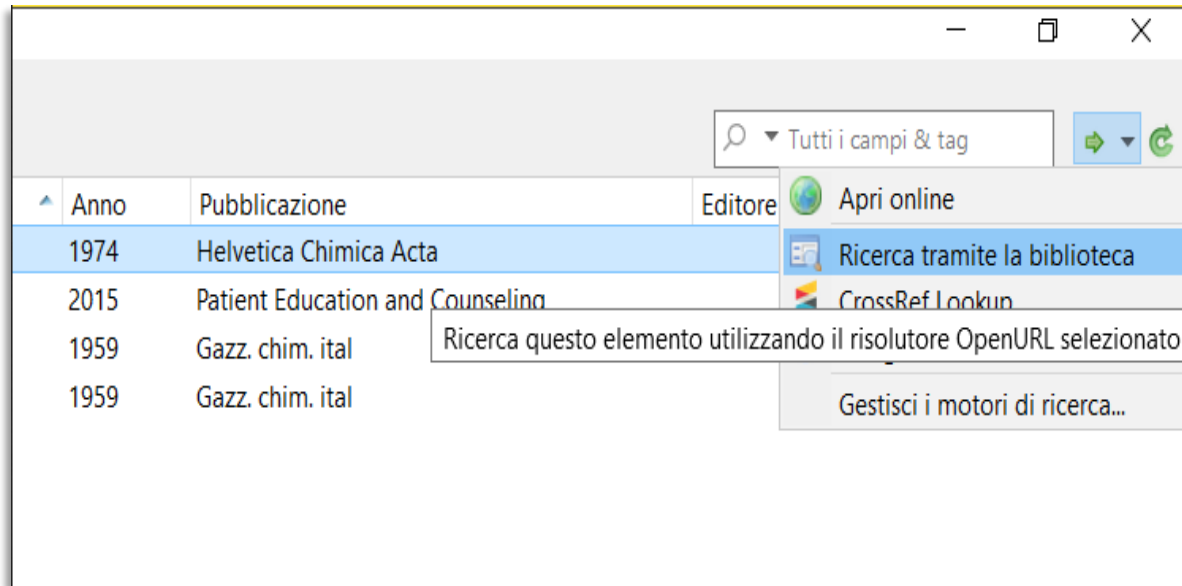 Tutti i campi & tag
Anno Pubblicazione Editore
Apri online
1974 Helvetica Chimica Acta
Ricerca tramite la biblioteca
2015 Patient Education and Counseling
CrossRef Lookup
Ricerca questo elemento utilizzando il risolutore OpenURL selezionato
1959 Gazz. chim. ital
1959 Gazz. chim. ital
Gestisci i motori di ricerca...